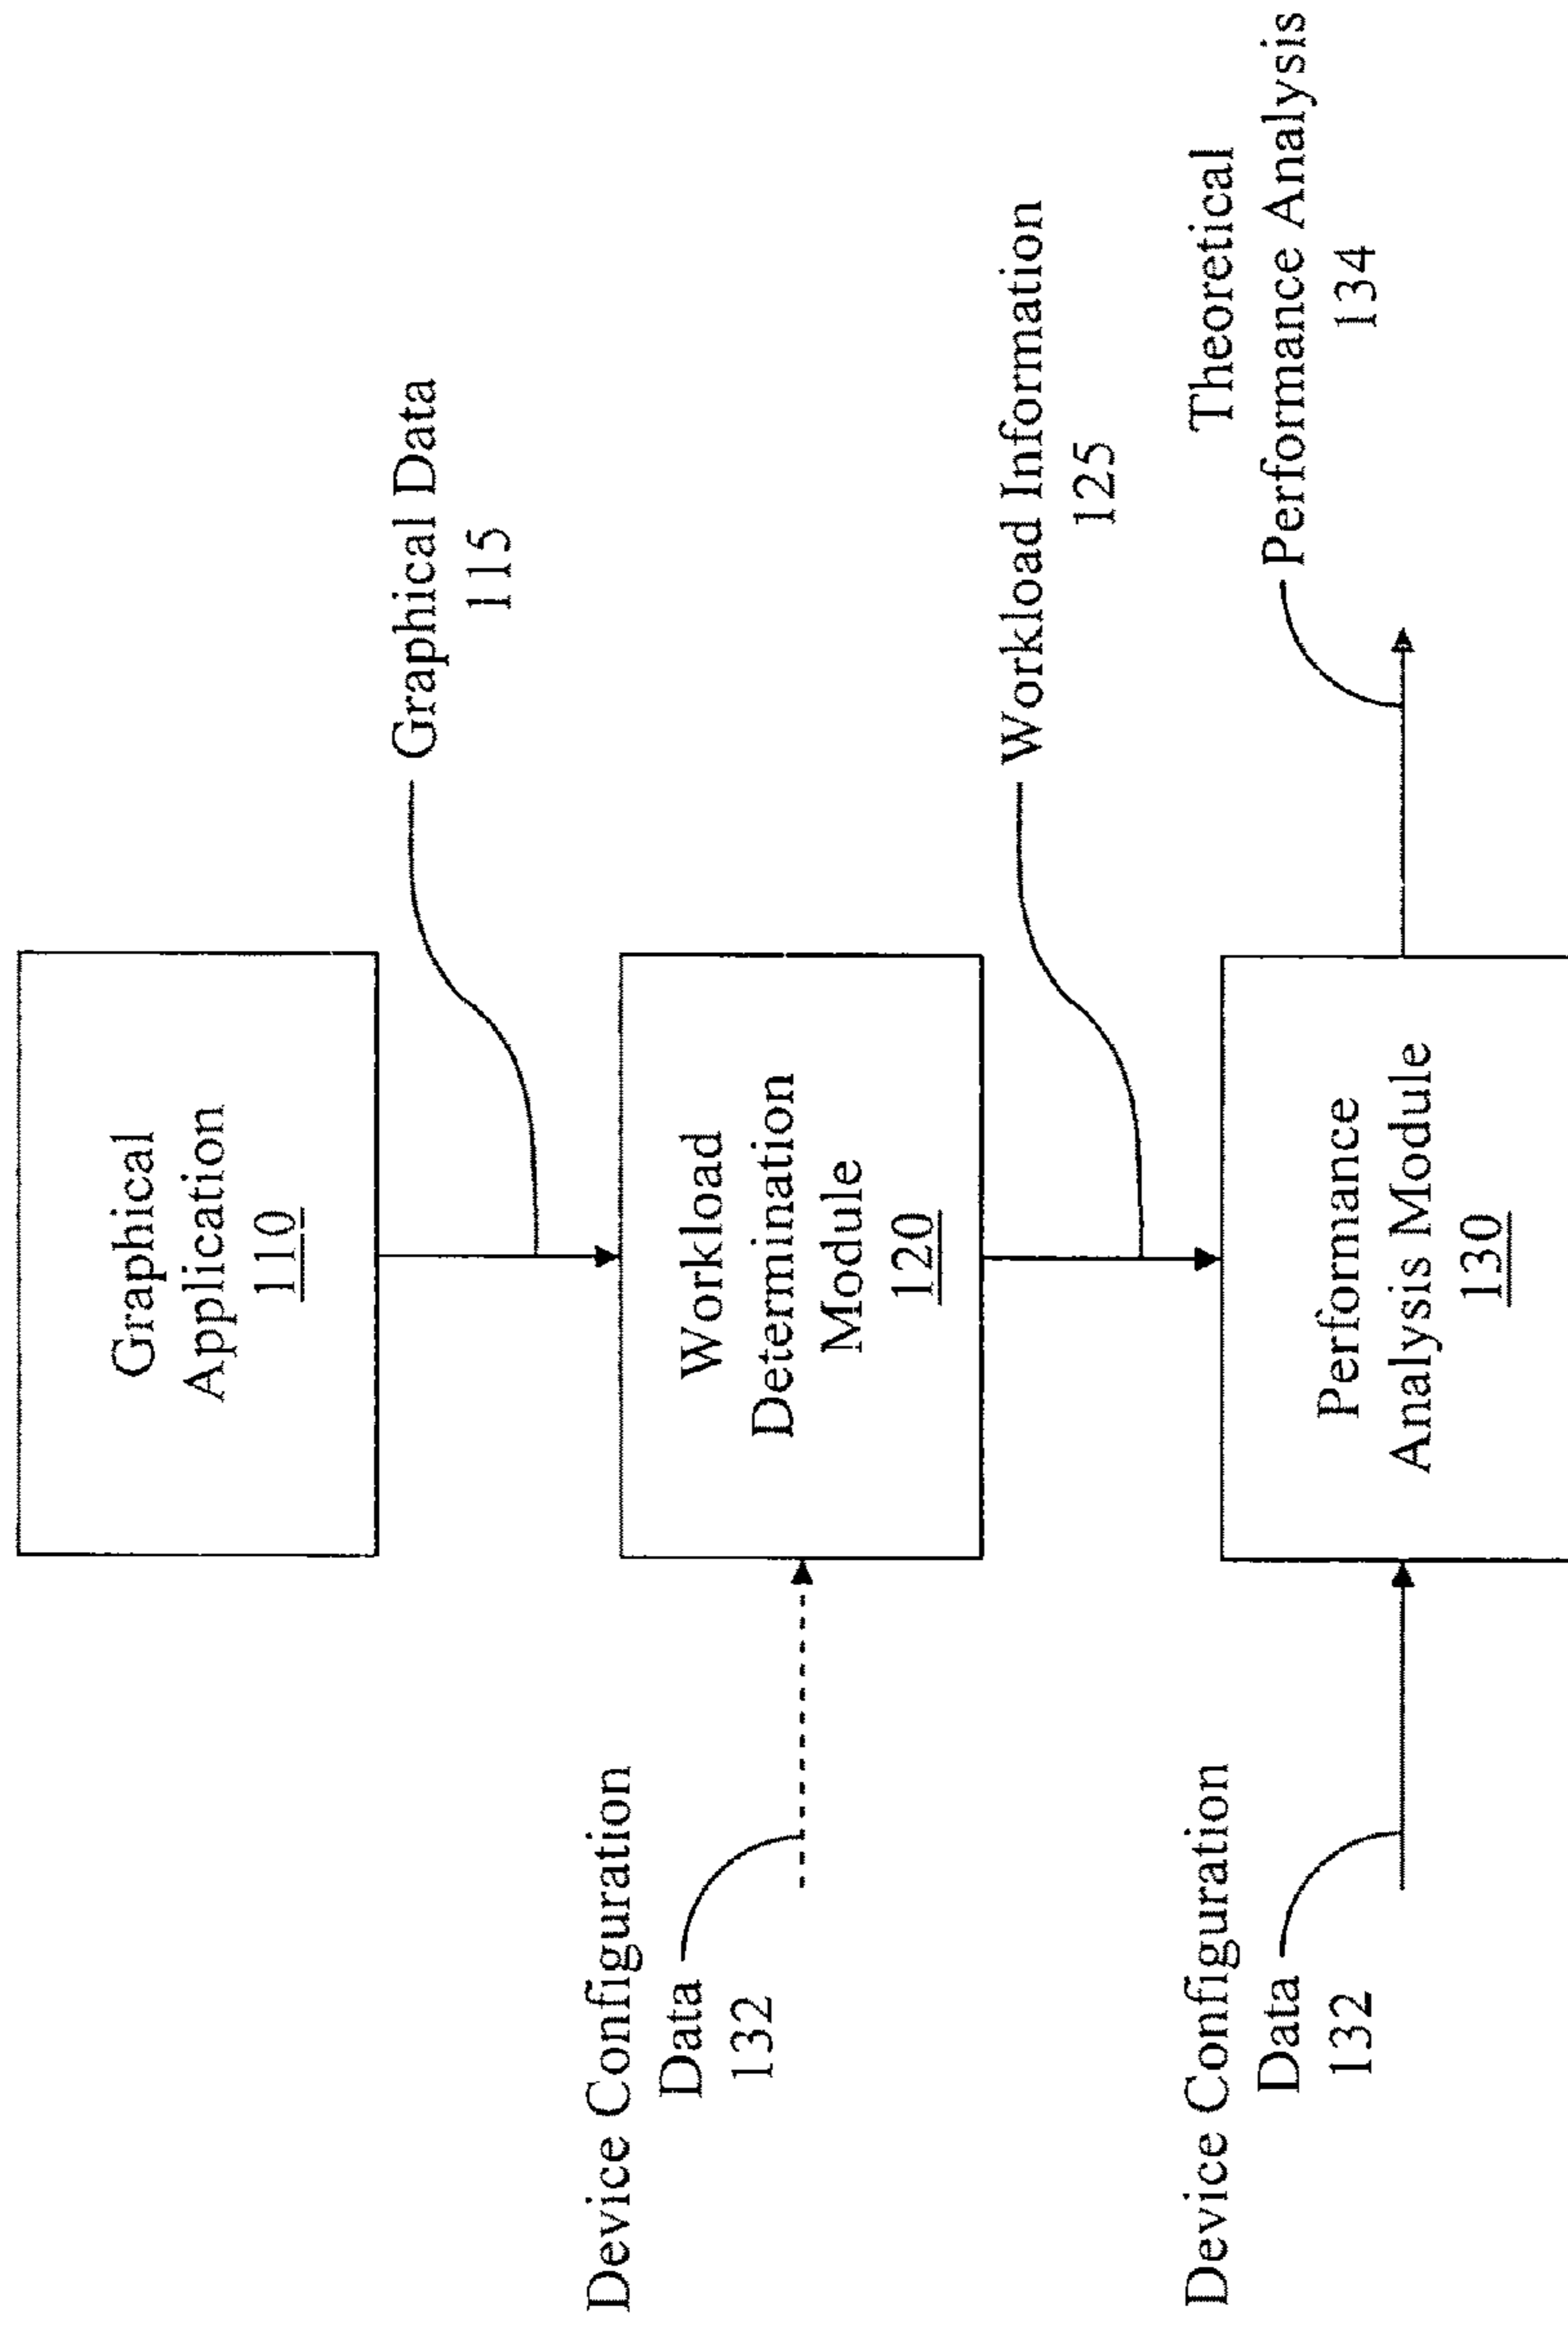 Graphical
Application
110
Graphical Data
115
Device Configuration
Data
132
Workload
Determination
Module
120
Workload Information
125
Device Configuration
Data
132
Performance
Analysis Module
130
Theoretical
Performance Analysis
134